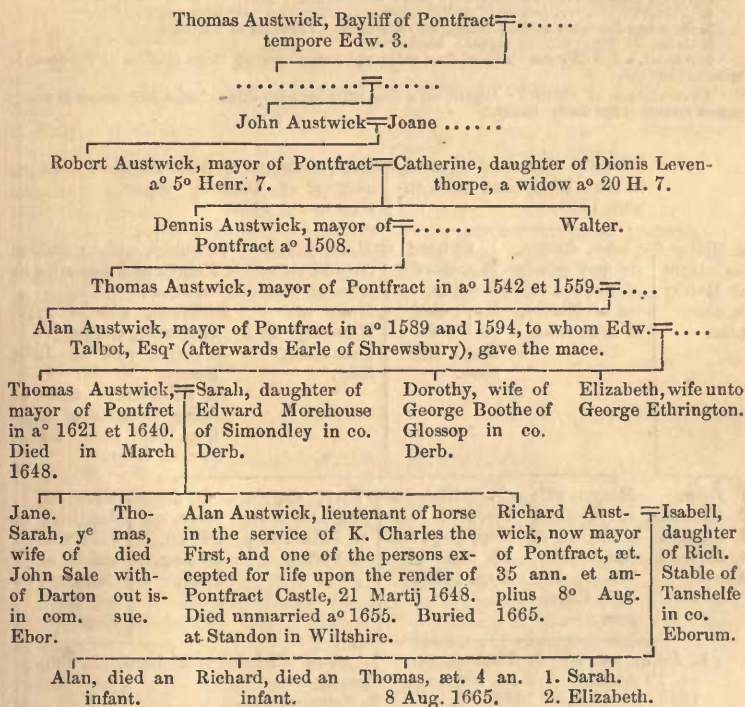 Thomas Austwick, Bayliff of Pontfract ......
tempore Edw. 3.
.................. ......
John Austwick Joane ......
Robert Austwick, mayor of Pontfract
aº 5º Henr. 7.
Catherine, daughter of Dionis Leven-
thorpe, a widow aº 20 H. 7.
Dennis Austwick, mayor of ......
Pontfract aº 1508.
Walter.
Thomas Austwick, mayor of Pontfract in aº 1542 et 1559. ....
Alan Austwick, mayor of Pontfract in aº 1589 and 1594, to whom Edw. ....
Talbot, Esqʳ (afterwards Earle of Shrewsbury), gave the mace.
Thomas Austwick,
mayor of Pontfret
in aº 1621 et 1640.
Died in March
1648.
Sarah, daughter of
Edward Morehouse
of Simondley in co.
Derb.
Dorothy, wife of
George Boothe of
Glossop in co.
Derb.
Elizabeth, wife unto
George Ethrington.
Jane.
Sarah, yᵉ
wife of
John Sale
of Darton
in com.
Ebor.
Tho-
mas,
died
with-
out is-
sue.
Alan Austwick, lieutenant of horse
in the service of K. Charles the
First, and one of the persons ex-
cepted for life upon the render of
Pontfract Castle, 21 Martij 1648.
Died unmarried aº 1655. Buried
at Standon in Wiltshire.
Richard Aust-
wick, now mayor
of Pontfract, æt.
35 ann. et am-
plius 8º Aug.
1665.
Isabell,
daughter
of Rich.
Stable of
Tanshelfe
in co.
Eborum.
Alan, died an
infant.
Richard, died an
infant.
Thomas, æt. 4 an.
8 Aug. 1665.
1. Sarah.
2. Elizabeth.